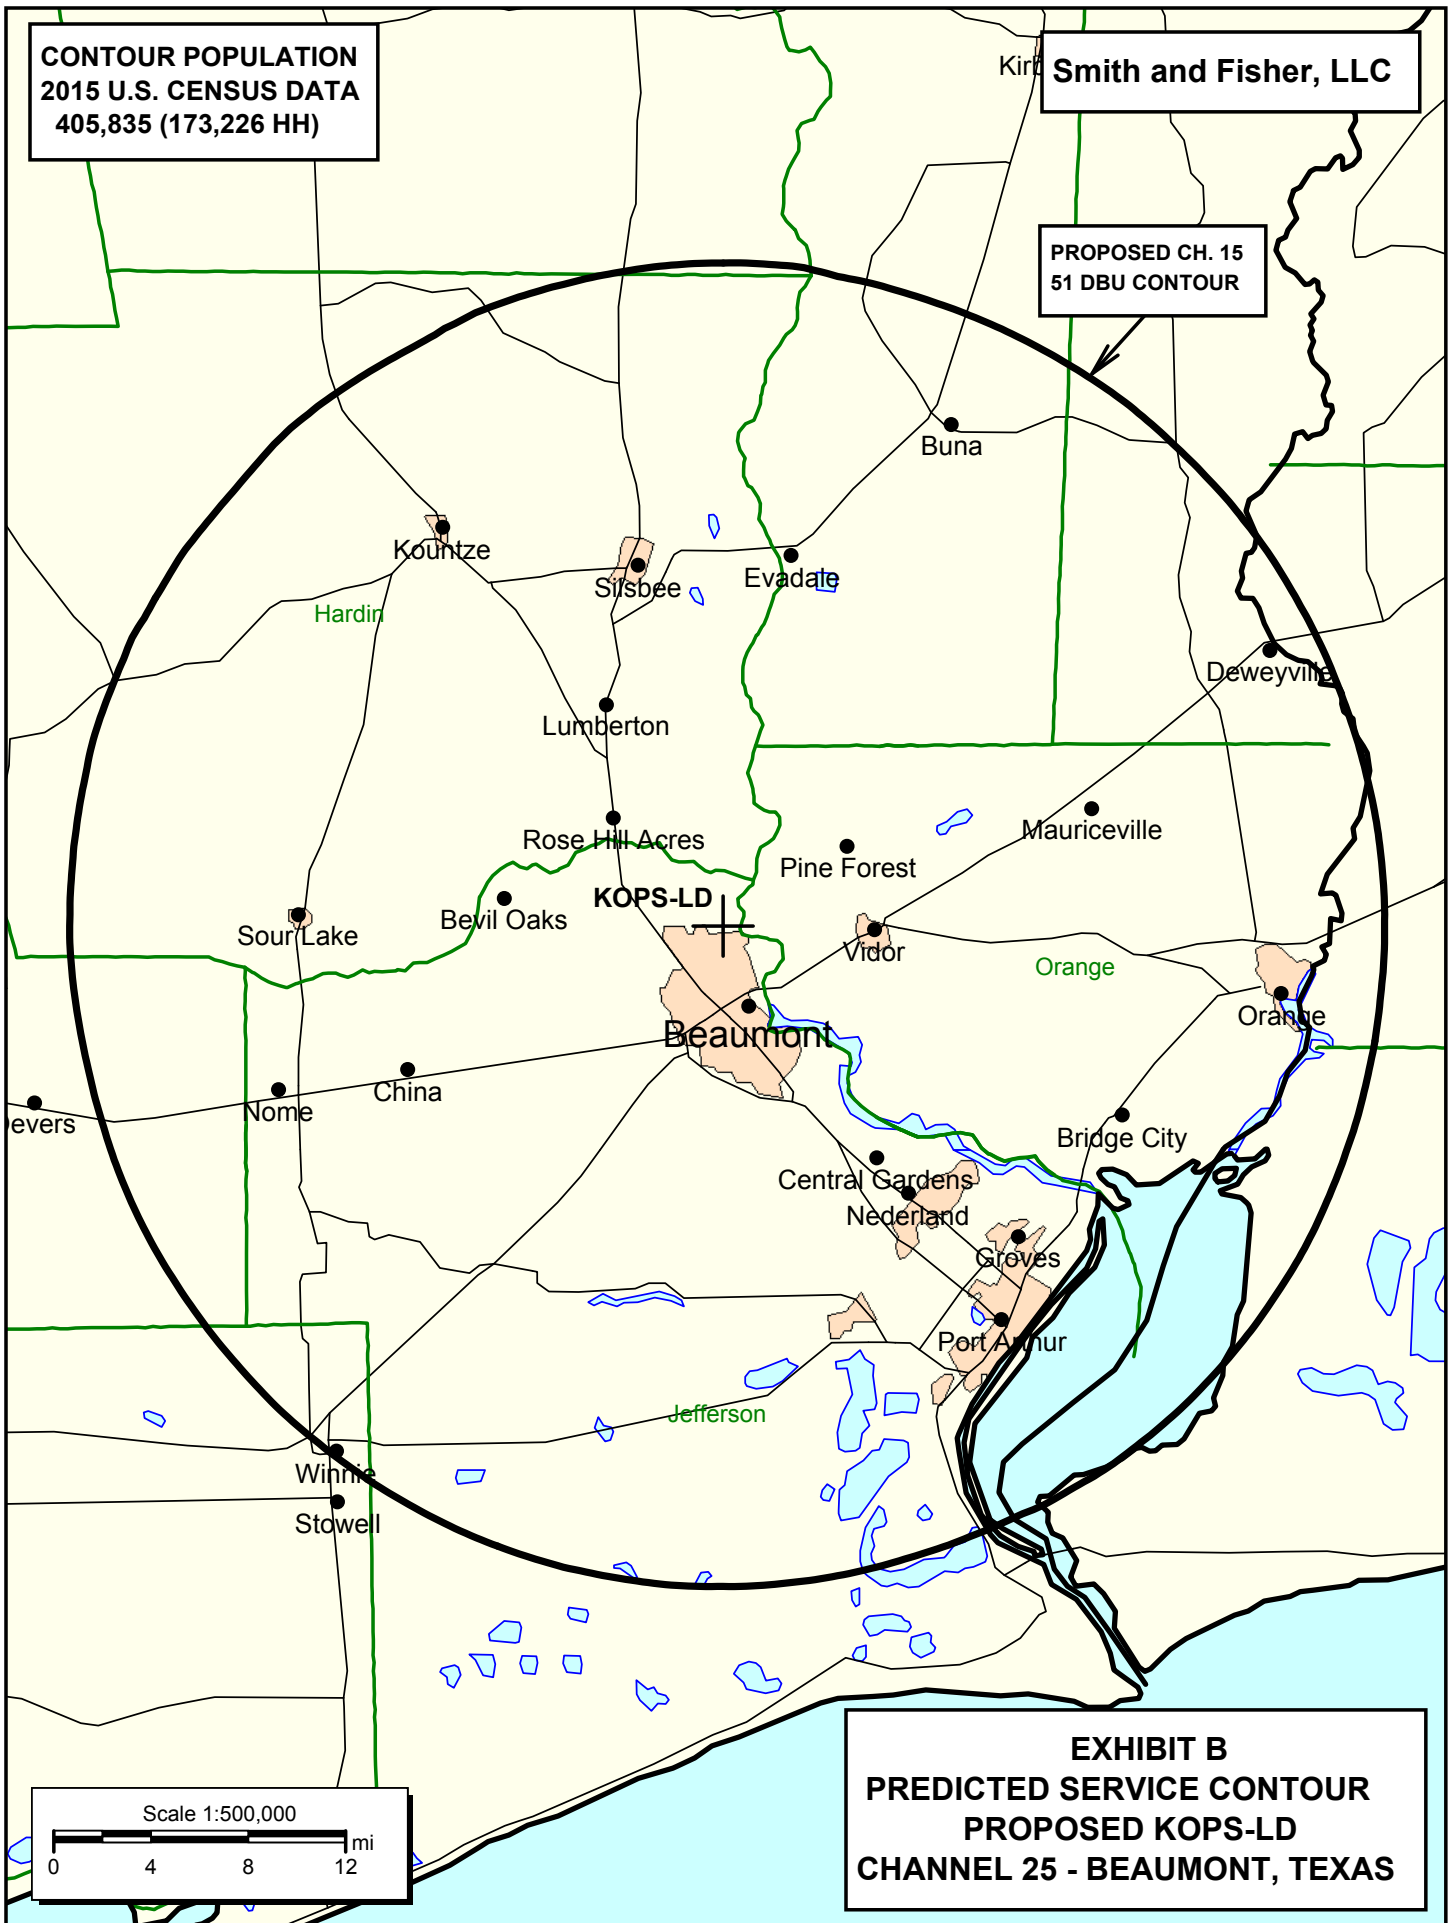 CONTOUR POPULATION
2015 U.S. CENSUS DATA
405,835 (173,226 HH)
Smith and Fisher, LLC
PROPOSED CH. 15
51 DBU CONTOUR
Buna
Kountze
Silsbee
Evadale
Hardin
Deweyville
Lumberton
Mauriceville
Rose Hill Acres
Pine Forest
KOPS-LD
Bevil Oaks
Sour Lake
Vidor
Orange
Orange
Beaumont
China
Nome
evers
Bridge City
Central Gardens
Nederland
Groves
Port Arthur
Jefferson
Winnie
Stowell
EXHIBIT B
PREDICTED SERVICE CONTOUR
PROPOSED KOPS-LD
CHANNEL 25 - BEAUMONT, TEXAS
Scale 1:500,000
mi
0 4 8 12